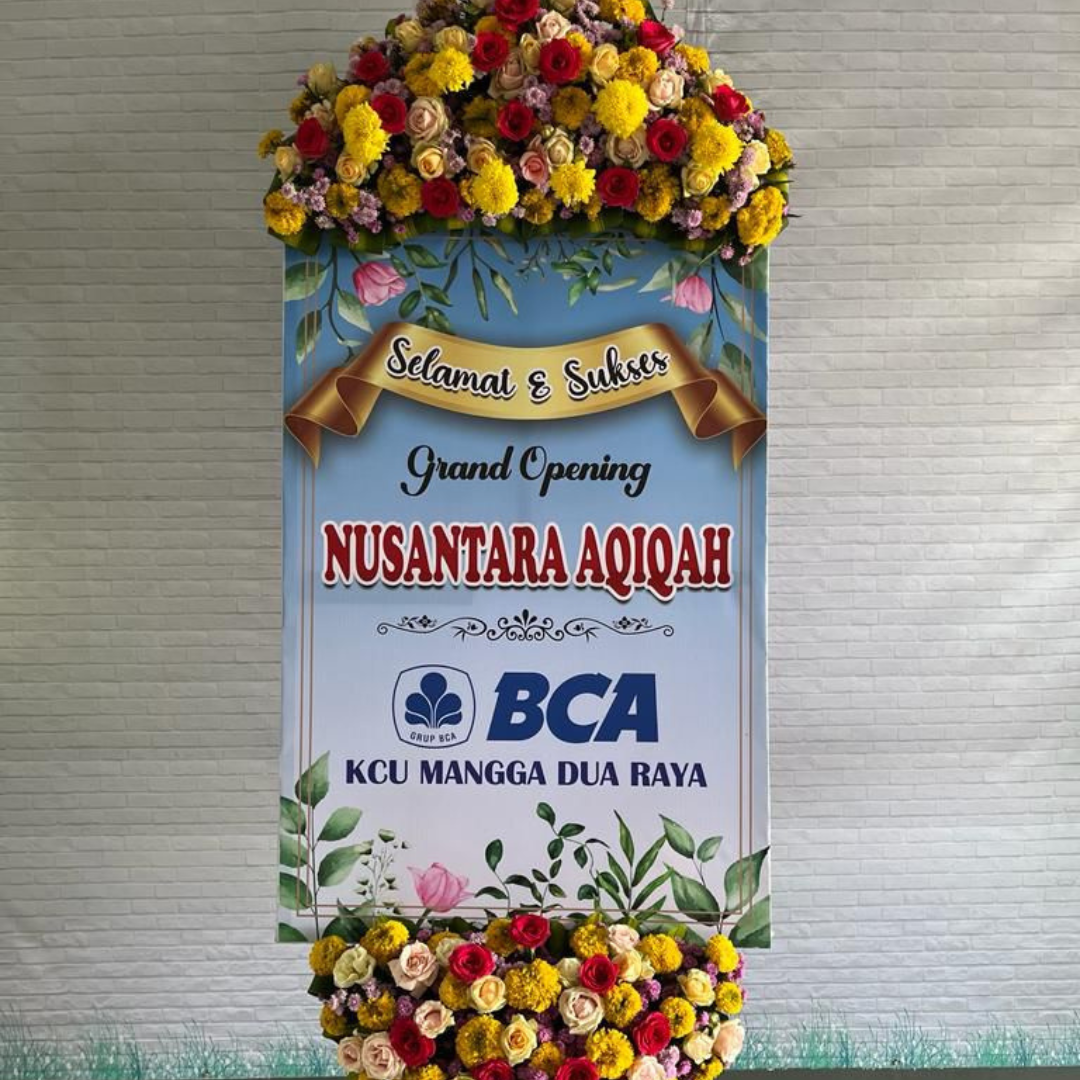 Selamat & Sukses
Grand Opening
NUSANTARA AQIQAH
GRUP BCA
BCA
KCU MANGGA DUA RAYA